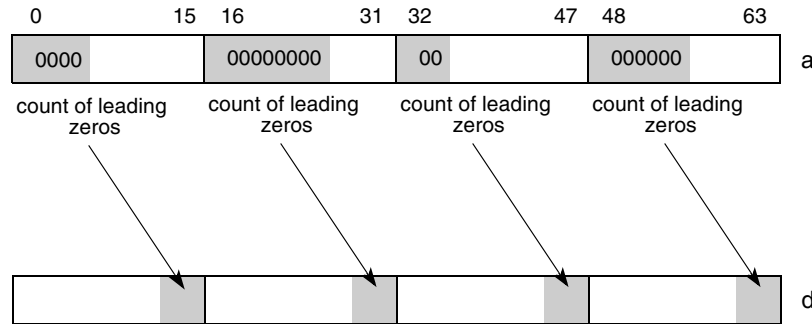 0 15 16 31 32 47 48 63
0000 00000000 00 000000 a
count of leading zeros count of leading zeros count of leading zeros count of leading zeros
d